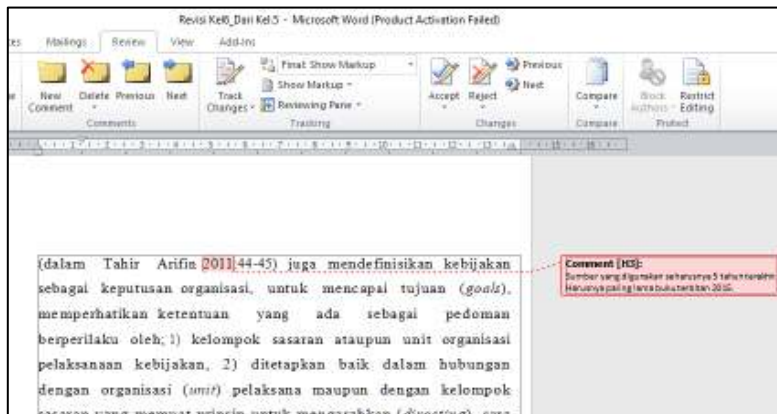 Revisi Kel6_Dari Kel.5 - Microsoft Word (Product Activation Failed)
Mailings Review View Add-Ins
New Comment Delete Previous Next
Comments
Track Changes
Final: Show Markup
Show Markup
Reviewing Pane
Tracking
Accept Reject Previous Next
Changes
Compare
Compare
Block Authors Restrict Editing
Protect
(dalam Tahir Arifin 2011:44-45) juga mendefinisikan kebijakan
sebagai keputusan organisasi, untuk mencapai tujuan (goals),
memperhatikan ketentuan yang ada sebagai pedoman
berperilaku oleh; 1) kelompok sasaran ataupun unit organisasi
pelaksanaan kebijakan, 2) ditetapkan baik dalam hubungan
dengan organisasi (unit) pelaksana maupun dengan kelompok
Comment [H3]:
Sumber yang digunakan seharusnya 5 tahun terakhir
Harusnya paling lama buku terbitan 2015.